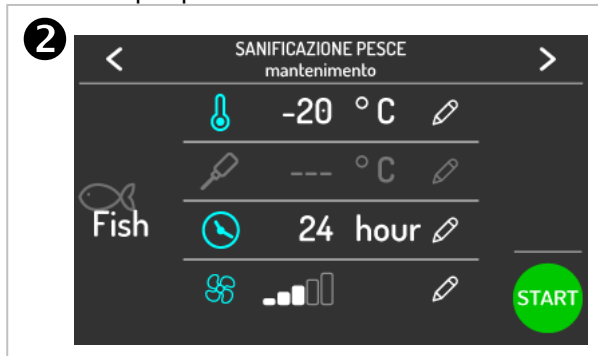 2
SANIFICAZIONE PESCE
mantenimento
-20 °C
--- °C
Fish
24 hour
START